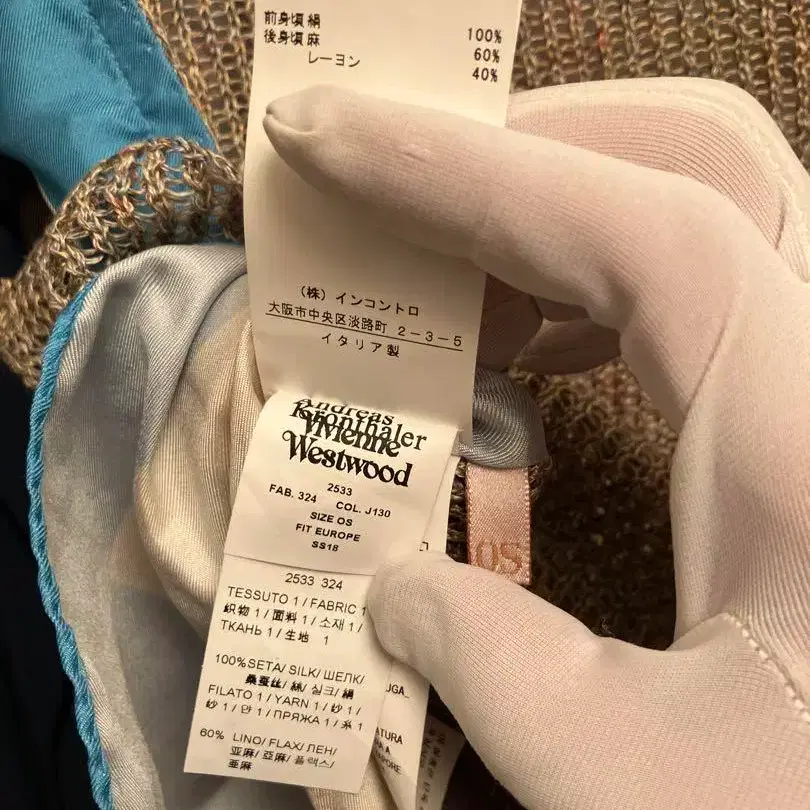 前身頃 絹 100%
後身頃 麻 60%
レーヨン 40%
(株) インコントロ
大阪市中央区淡路町 2-3-5
イタリア製
Andreas
Kronthaler
Vivienne
Westwood
2533
FAB. 324 COL. J130
SIZE OS
FIT EUROPE
SS18
OS
2533 324
TESSUTO 1 / FABRIC 1
织物 1 / 面料 1 / 소재 1 /
ТКАНЬ 1 / 生地 1
100%SETA/ SILK/ ШЕЛК/
桑蚕丝/ 絲/ 실크/ 絹
FILATO 1 / YARN 1 / 纱 1 /
紗 1 / 얀 1 / ПРЯЖА 1 / 糸 1
60% LINO/ FLAX/ ЛЕН/
亚麻/ 亞麻/ 플랙스/
亜麻
UGA_
ATURA